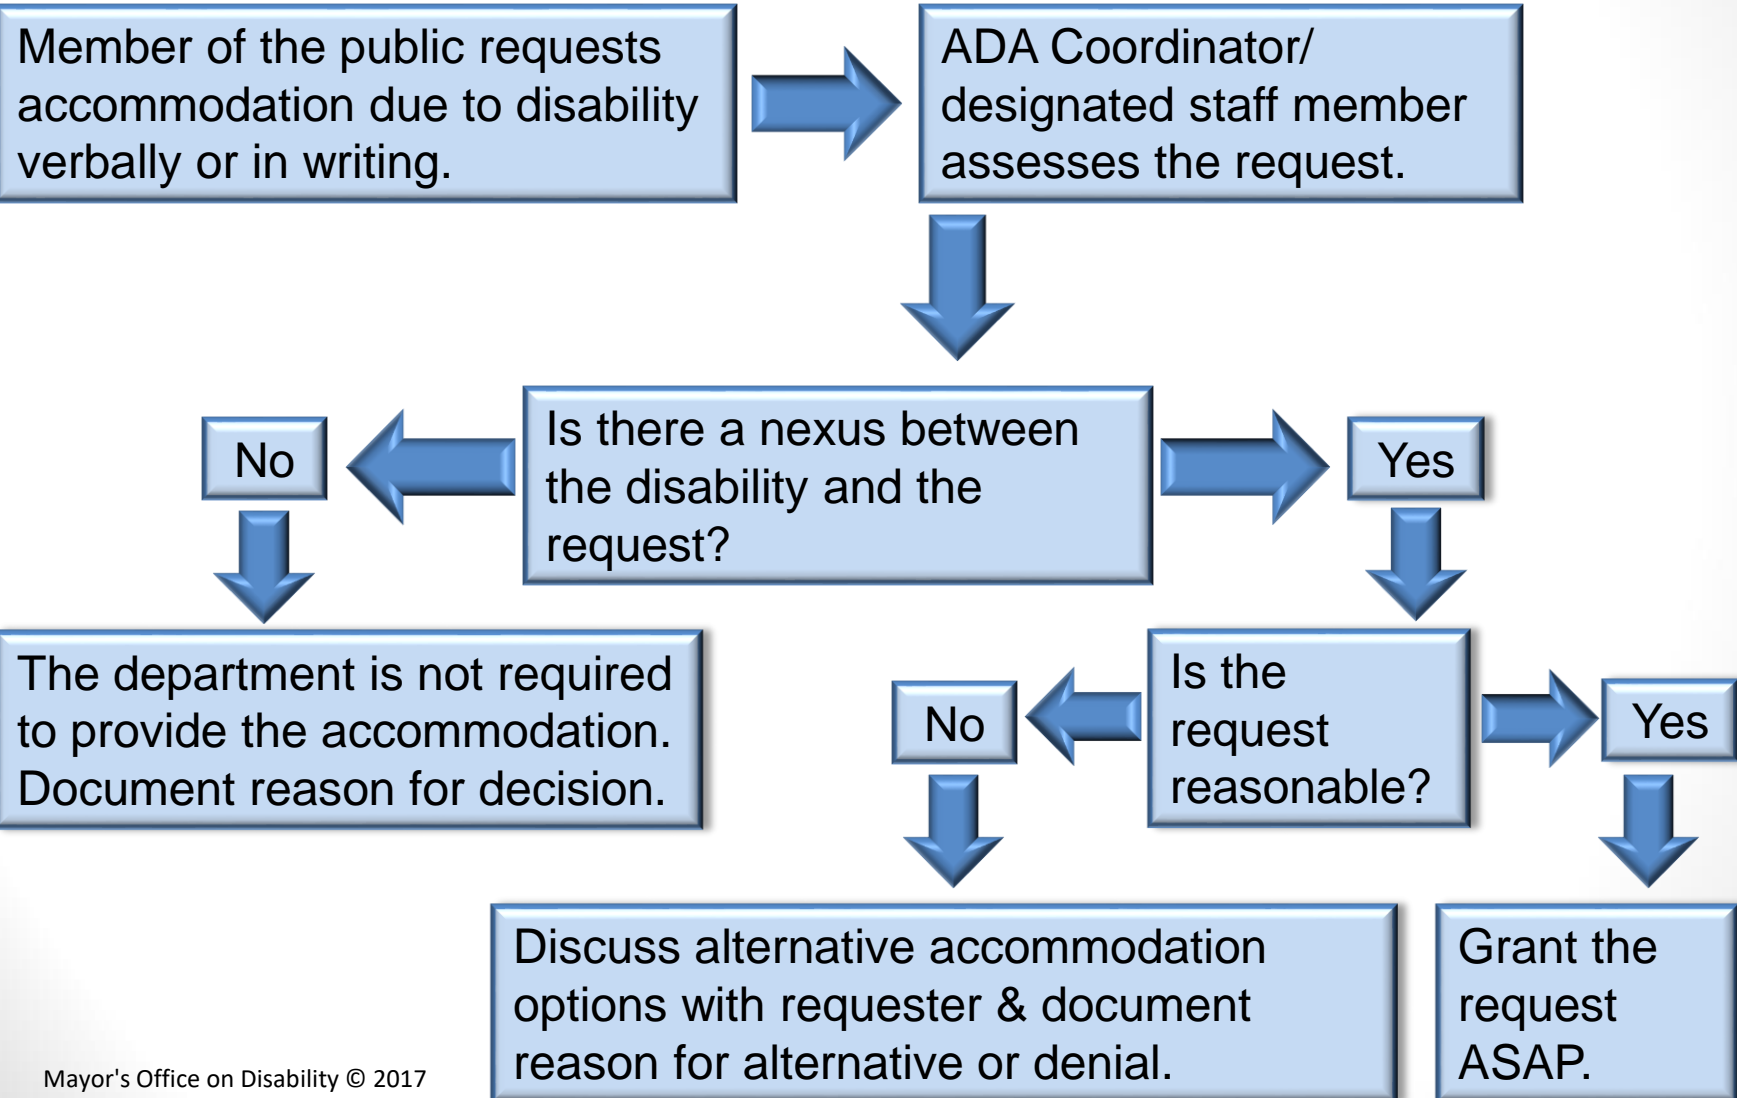 Member of the public requests
accommodation due to disability
verbally or in writing.
ADA Coordinator/
designated staff member
assesses the request.
Is there a nexus between
the disability and the
request?
No
Yes
The department is not required
to provide the accommodation.
Document reason for decision.
Is the
request
reasonable?
No
Yes
Discuss alternative accommodation
options with requester & document
reason for alternative or denial.
Grant the
request
ASAP.
Mayor's Office on Disability © 2017